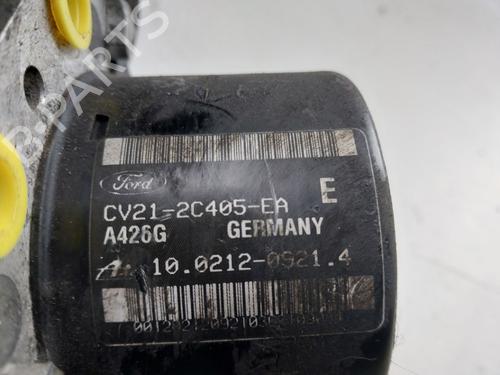 Ford
E
CV21-2C405-EA
A426G GERMANY
10.0212-0921.4